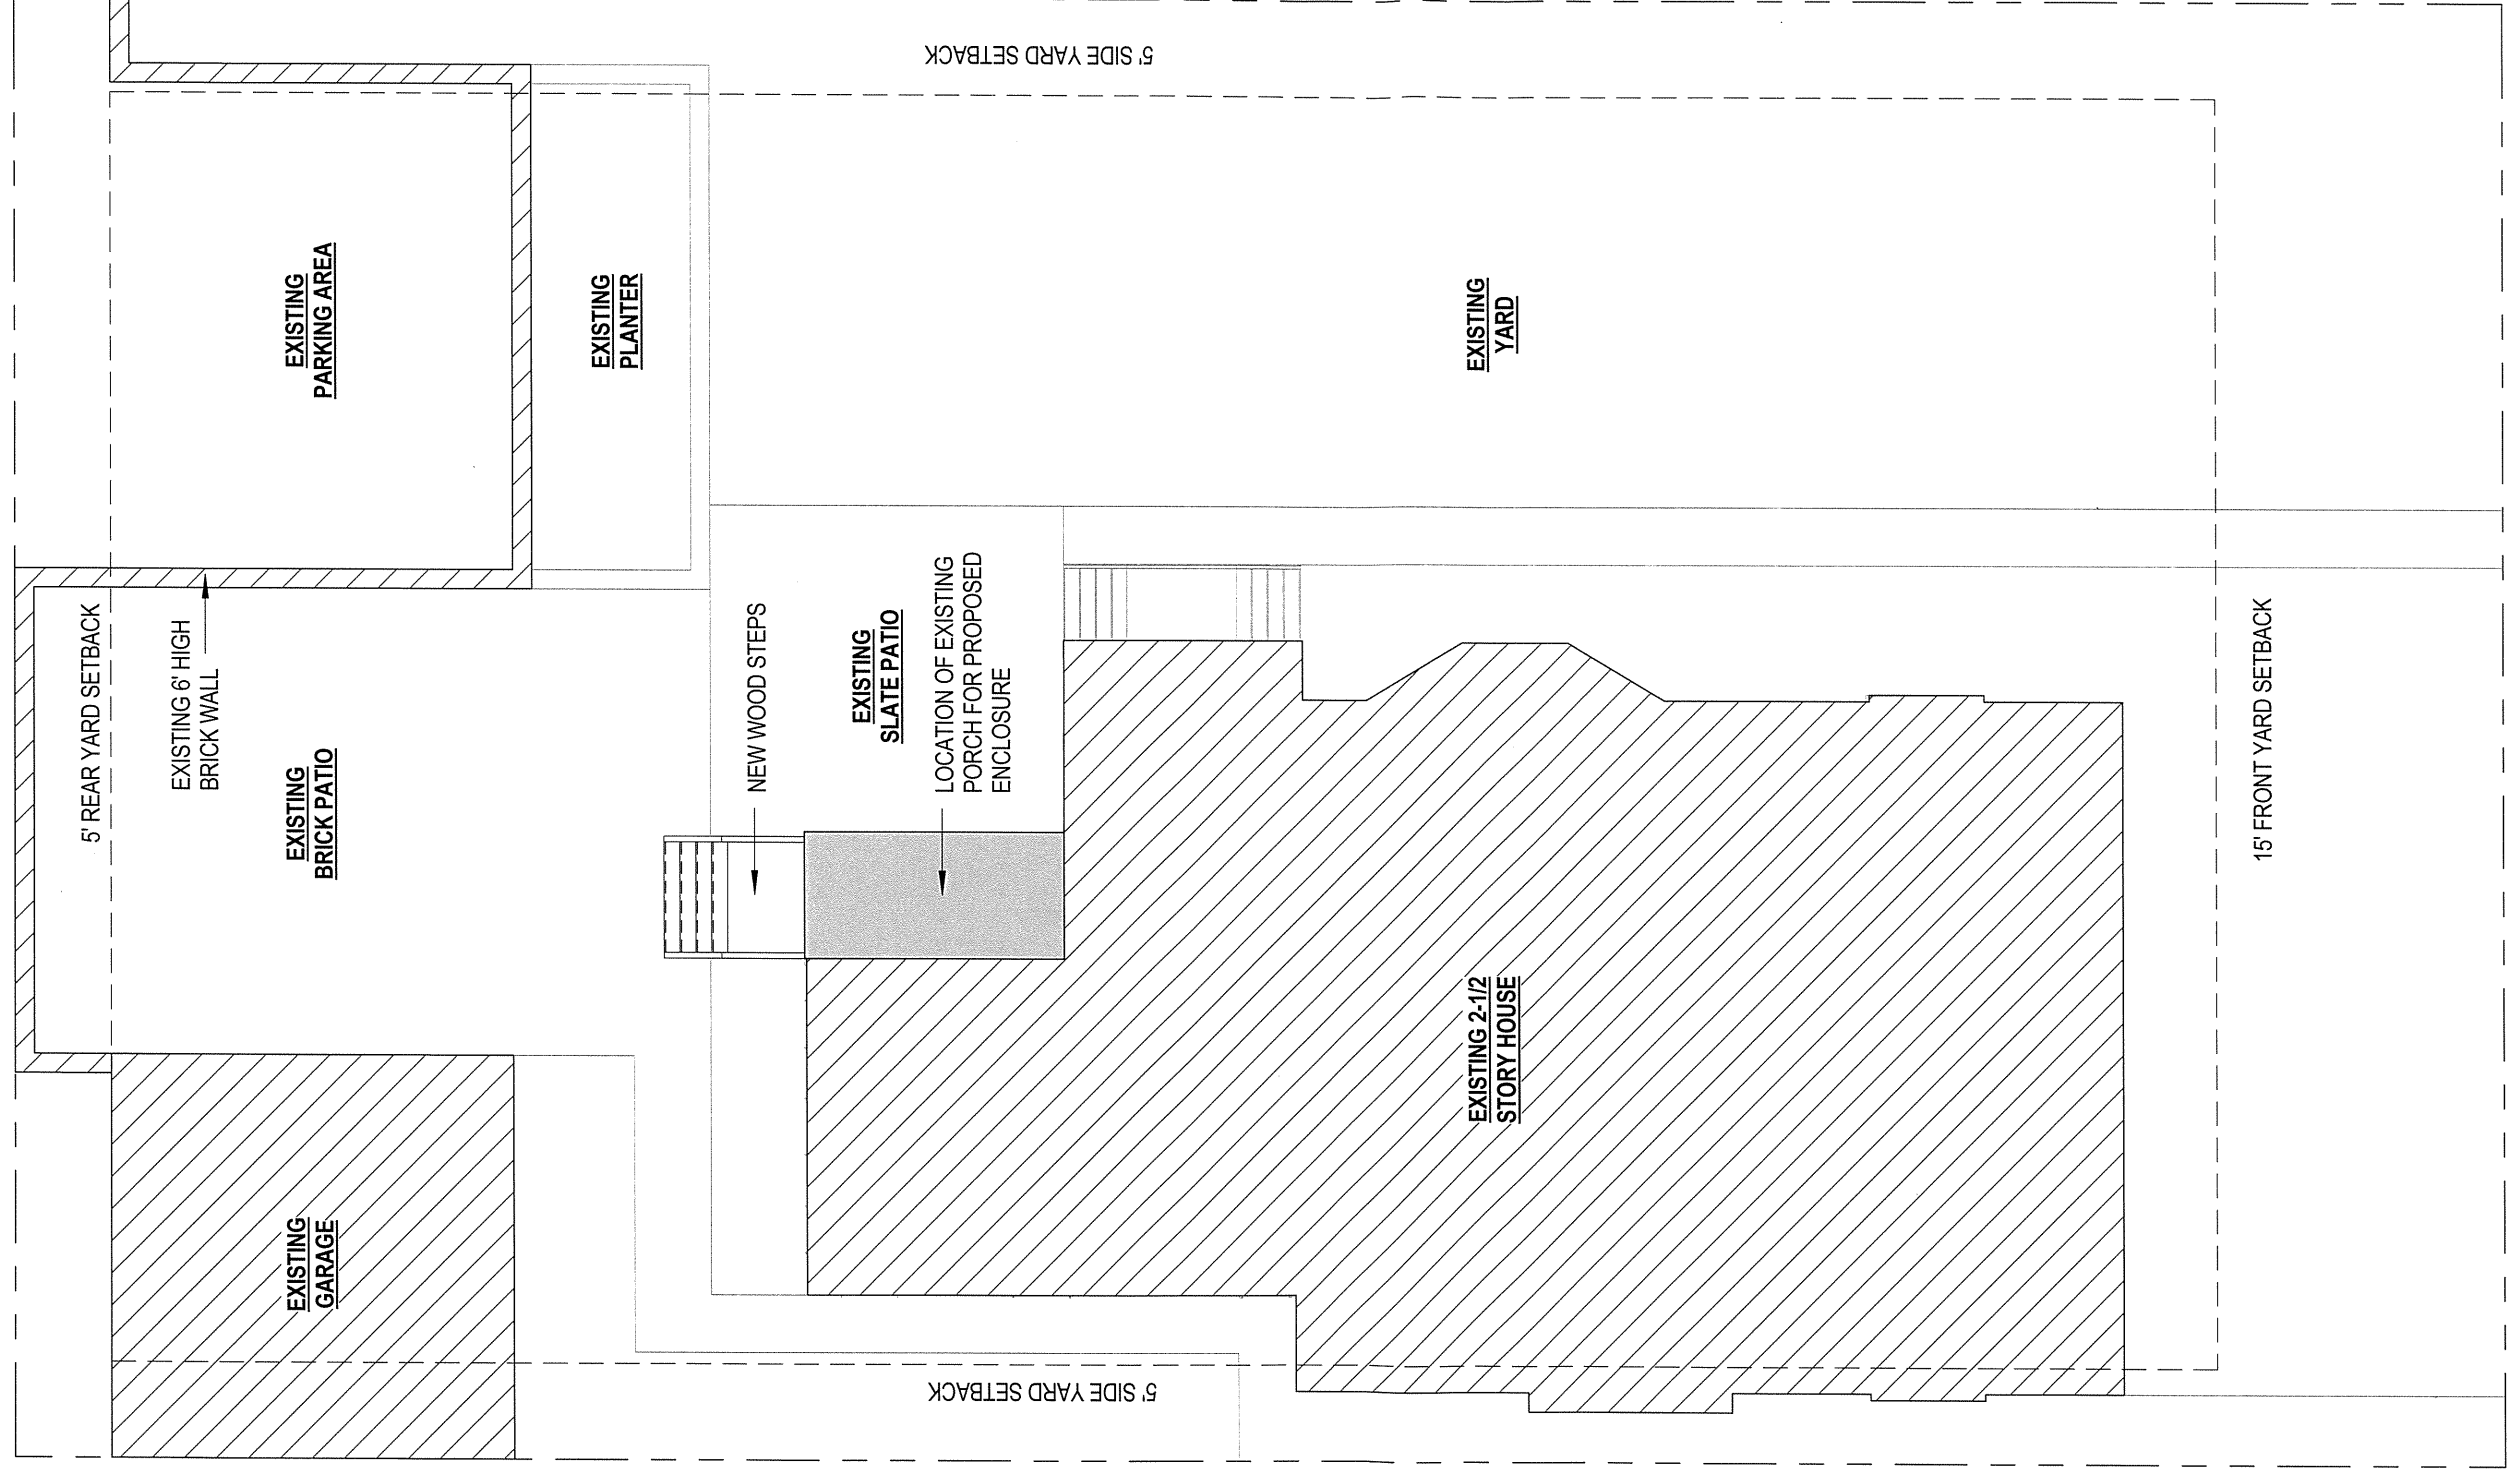 5' SIDE YARD SETBACK
EXISTING
PARKING AREA
EXISTING
PLANTER
EXISTING
YARD
5' REAR YARD SETBACK
EXISTING 6' HIGH
BRICK WALL
EXISTING
BRICK PATIO
NEW WOOD STEPS
EXISTING
SLATE PATIO
LOCATION OF EXISTING
PORCH FOR PROPOSED
ENCLOSURE
15' FRONT YARD SETBACK
EXISTING 2-1/2
STORY HOUSE
EXISTING
GARAGE
5' SIDE YARD SETBACK